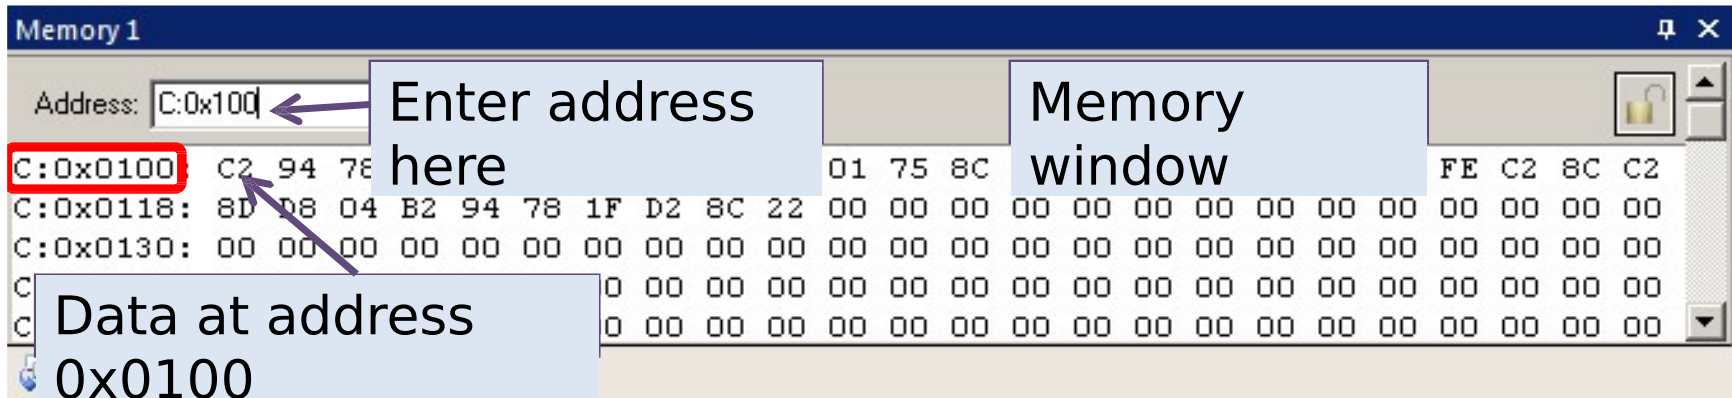 Memory 1
Address: C:0x100
Enter address
here
Memory
window
C:0x0100: C2 94 78 01 75 8C FE C2 8C C2
C:0x0118: 8D D8 04 B2 94 78 1F D2 8C 22 00 00 00 00 00 00 00 00 00 00 00 00 00 00
C:0x0130: 00 00 00 00 00 00 00 00 00 00 00 00 00 00 00 00 00 00 00 00 00 00 00 00
C 0 00 00 00 00 00 00 00 00 00 00 00 00 00 00 00 00 00
C 0 00 00 00 00 00 00 00 00 00 00 00 00 00 00 00 00 00
Data at address
0x0100